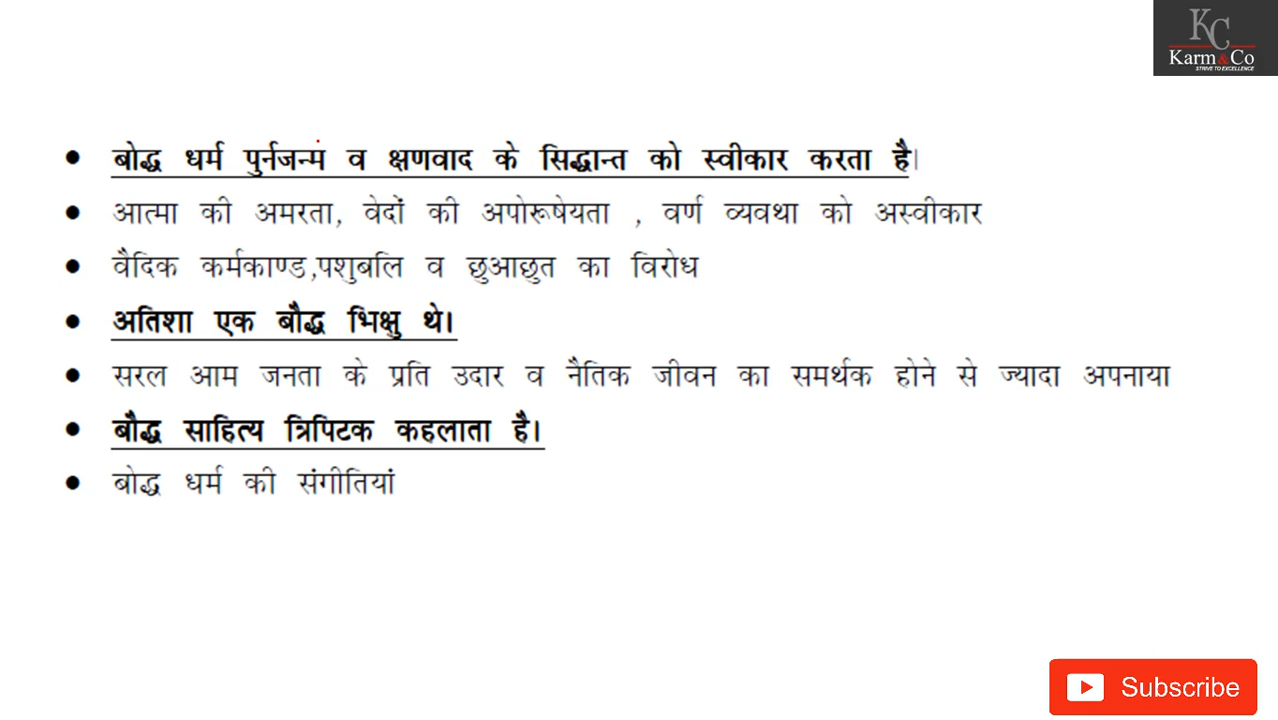 KC
Karm&Co
STRIVE TO EXCELLENCE
• बोद्ध धर्म पुर्नजन्म व क्षणवाद के सिद्धान्त को स्वीकार करता है।
• आत्मा की अमरता, वेदों की अपोरूषेयता , वर्ण व्यवथा को अस्वीकार
• वैदिक कर्मकाण्ड,पशुबलि व छुआछुत का विरोध
• अतिशा एक बौद्ध भिक्षु थे।
• सरल आम जनता के प्रति उदार व नैतिक जीवन का समर्थक होने से ज्यादा अपनाया
• बौद्ध साहित्य त्रिपिटक कहलाता है।
• बोद्ध धर्म की संगीतियां
Subscribe